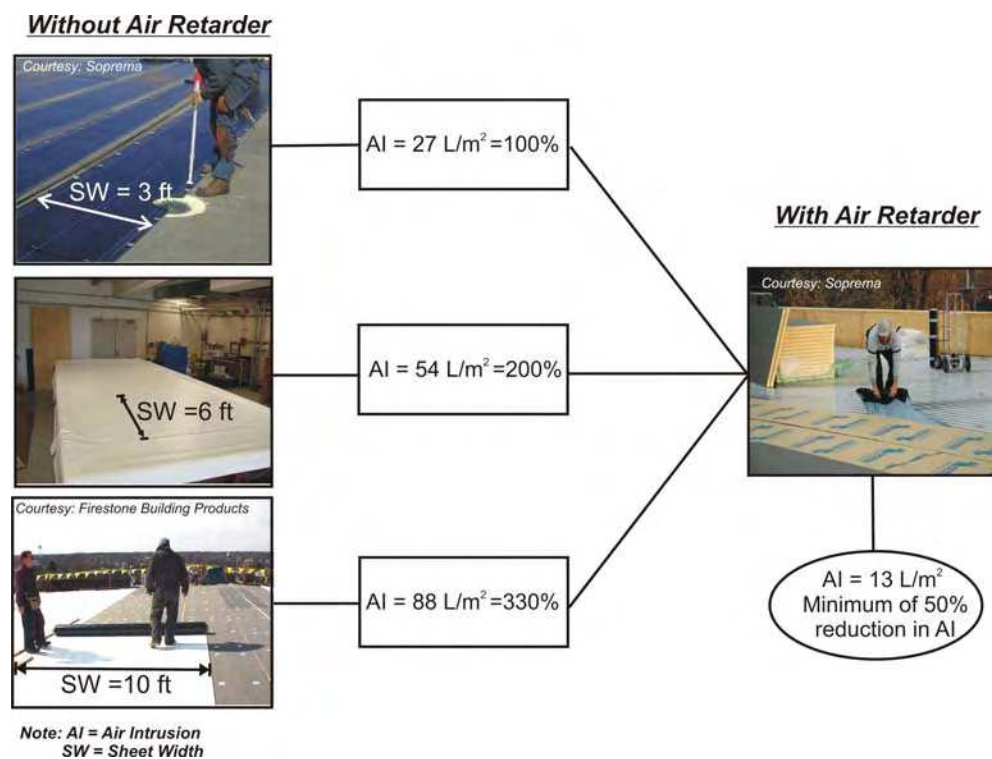 Without Air Retarder
Courtesy: Soprema
SW = 3 ft
AI = 27 L/m²=100%
With Air Retarder
Courtesy: Soprema
SW =6 ft
AI = 54 L/m²=200%
Courtesy: Firestone Building Products
SW =10 ft
AI = 88 L/m²=330%
AI = 13 L/m²
Minimum of 50%
reduction in AI
Note: AI = Air Intrusion
SW = Sheet Width